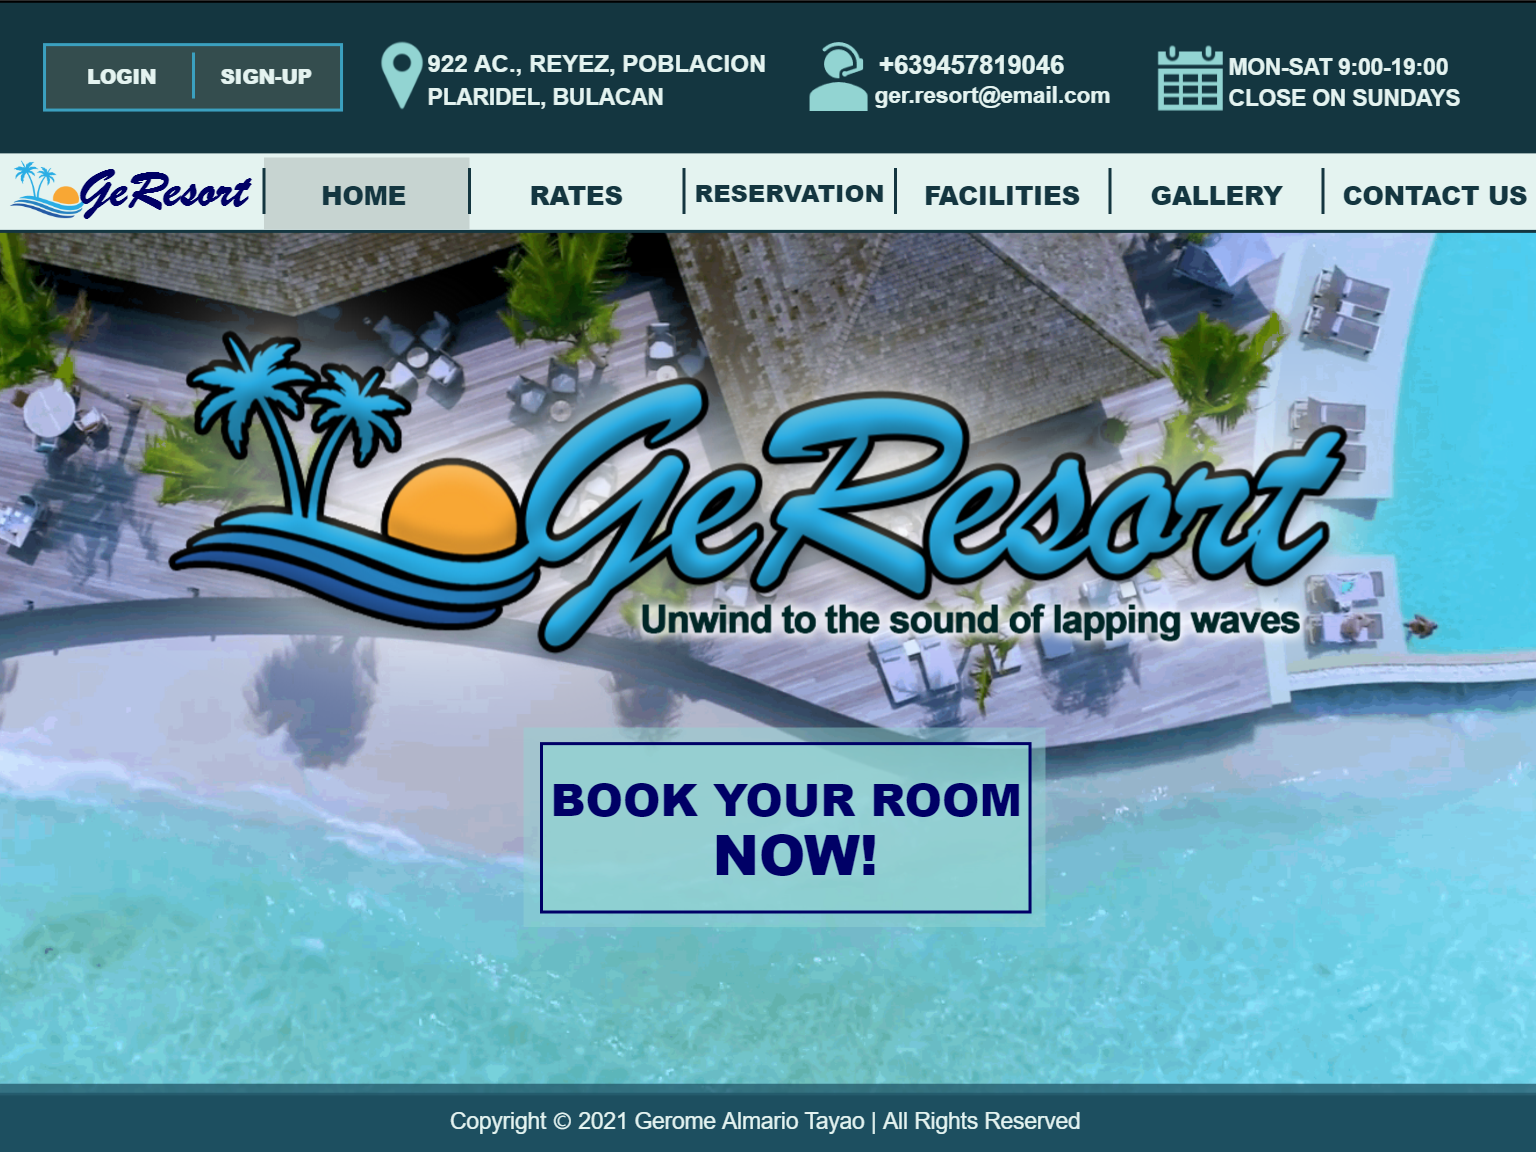 LOGIN
SIGN-UP
922 AC., REYEZ, POBLACION
PLARIDEL, BULACAN
+639457819046
ger.resort@email.com
MON-SAT 9:00-19:00
CLOSE ON SUNDAYS
GeResort
HOME
RATES
RESERVATION
FACILITIES
GALLERY
CONTACT US
GeResort
Unwind to the sound of lapping waves
BOOK YOUR ROOM
NOW!
Copyright © 2021 Gerome Almario Tayao | All Rights Reserved